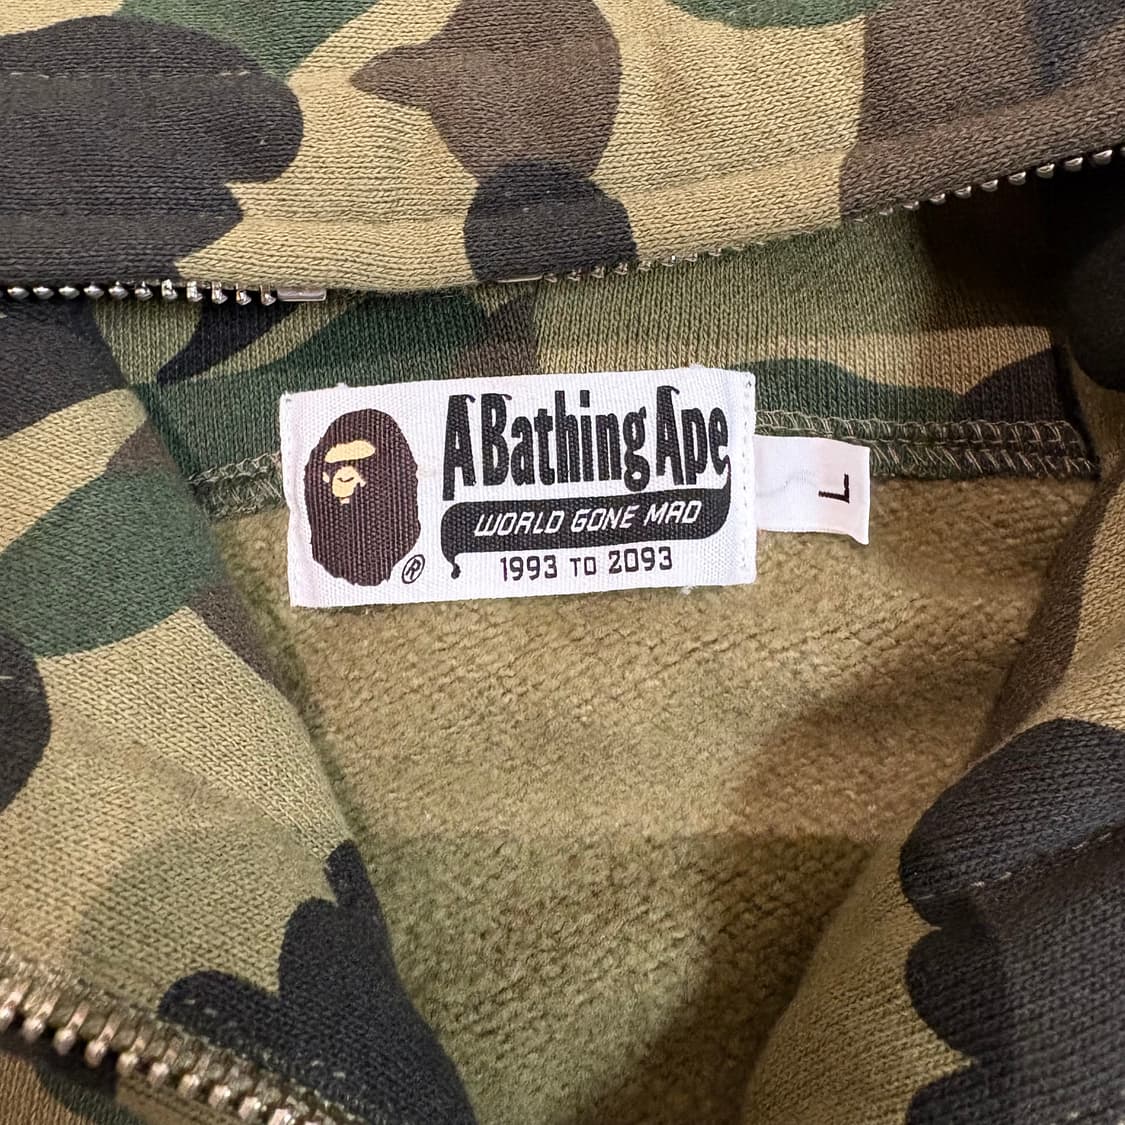 A Bathing Ape
WORLD GONE MAD
1993 TO 2093
®
L